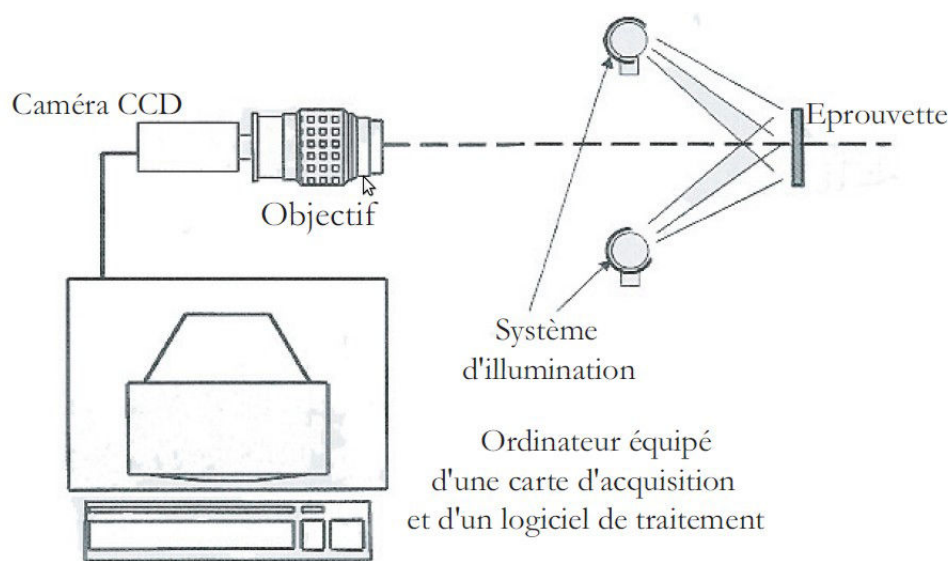 Caméra CCD
Objectif
Eprouvette
Système
d'illumination
Ordinateur équipé
d'une carte d'acquisition
et d'un logiciel de traitement